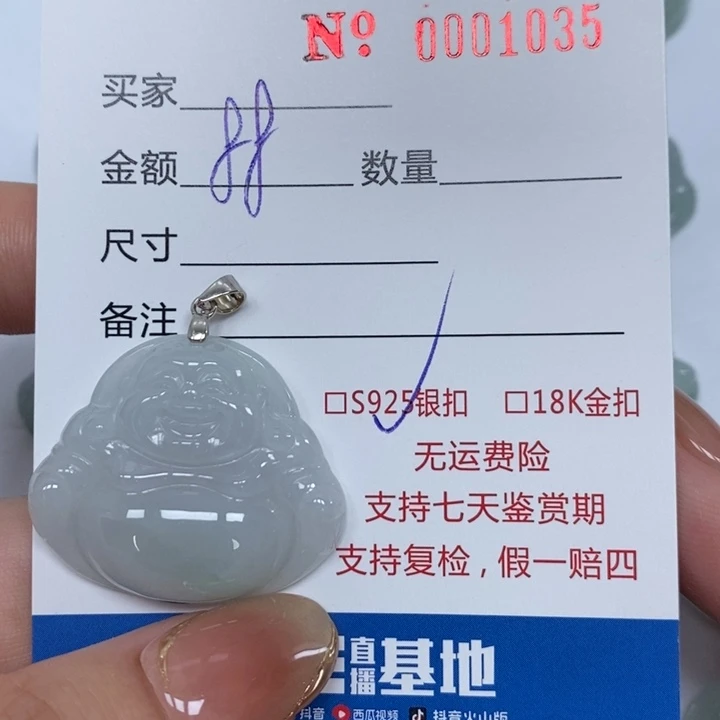 No 0001035
买家
金额 88 数量
尺寸
备注
□S925银扣 □18K金扣
无运费险
支持七天鉴赏期
支持复检,假一赔四
直播基地
抖音 西瓜视频 抖音火山版